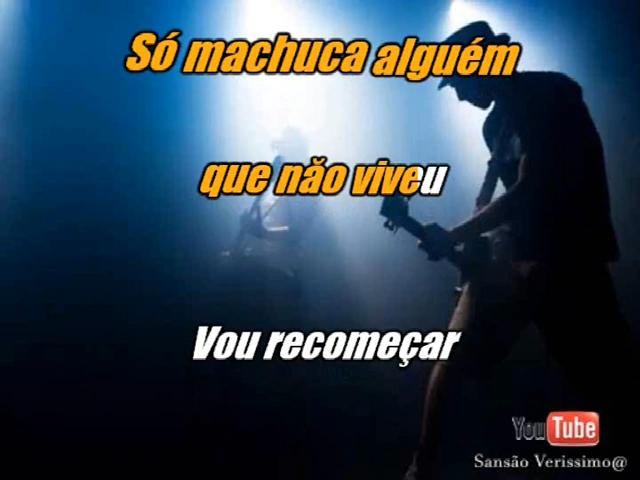 Só machuca alguém
que não viveu
Vou recomeçar
YouTube
Sansão Verissimo@